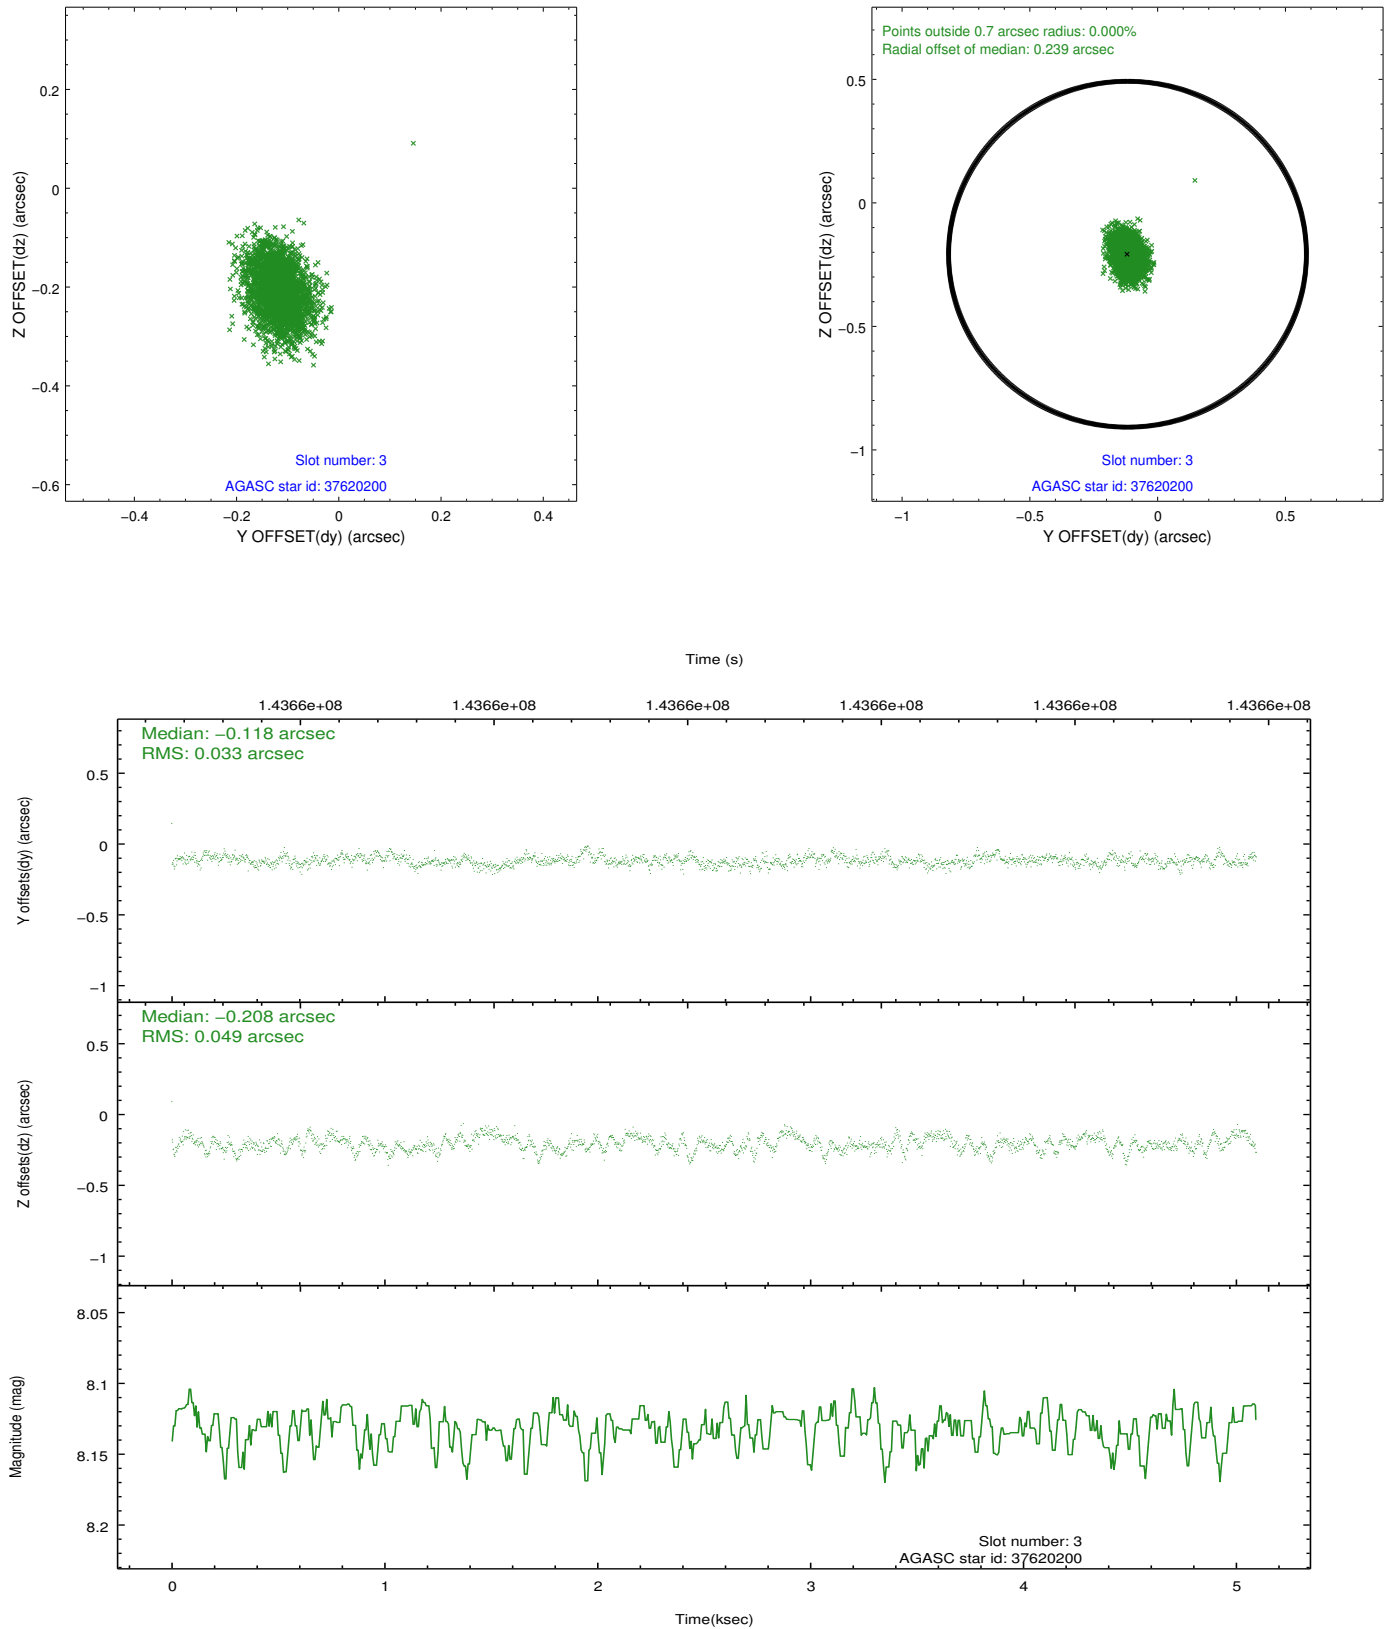 0.2
0
−0.2
−0.4
−0.6
Z OFFSET(dz) (arcsec)
Slot number: 3
AGASC star id: 37620200
−0.4
−0.2
0
0.2
0.4
Y OFFSET(dy) (arcsec)
Points outside 0.7 arcsec radius: 0.000%
Radial offset of median: 0.239 arcsec
0.5
0
−0.5
−1
Z OFFSET(dz) (arcsec)
Slot number: 3
AGASC star id: 37620200
−1
−0.5
0
0.5
Y OFFSET(dy) (arcsec)
Time (s)
1.4366e+08
1.4366e+08
1.4366e+08
1.4366e+08
1.4366e+08
1.4366e+08
Median: −0.118 arcsec
RMS: 0.033 arcsec
0.5
0
−0.5
−1
Y offsets(dy) (arcsec)
Median: −0.208 arcsec
RMS: 0.049 arcsec
0.5
0
−0.5
−1
Z offsets(dz) (arcsec)
8.05
8.1
8.15
8.2
Magnitude (mag)
Slot number: 3
AGASC star id: 37620200
0
1
2
3
4
5
Time(ksec)